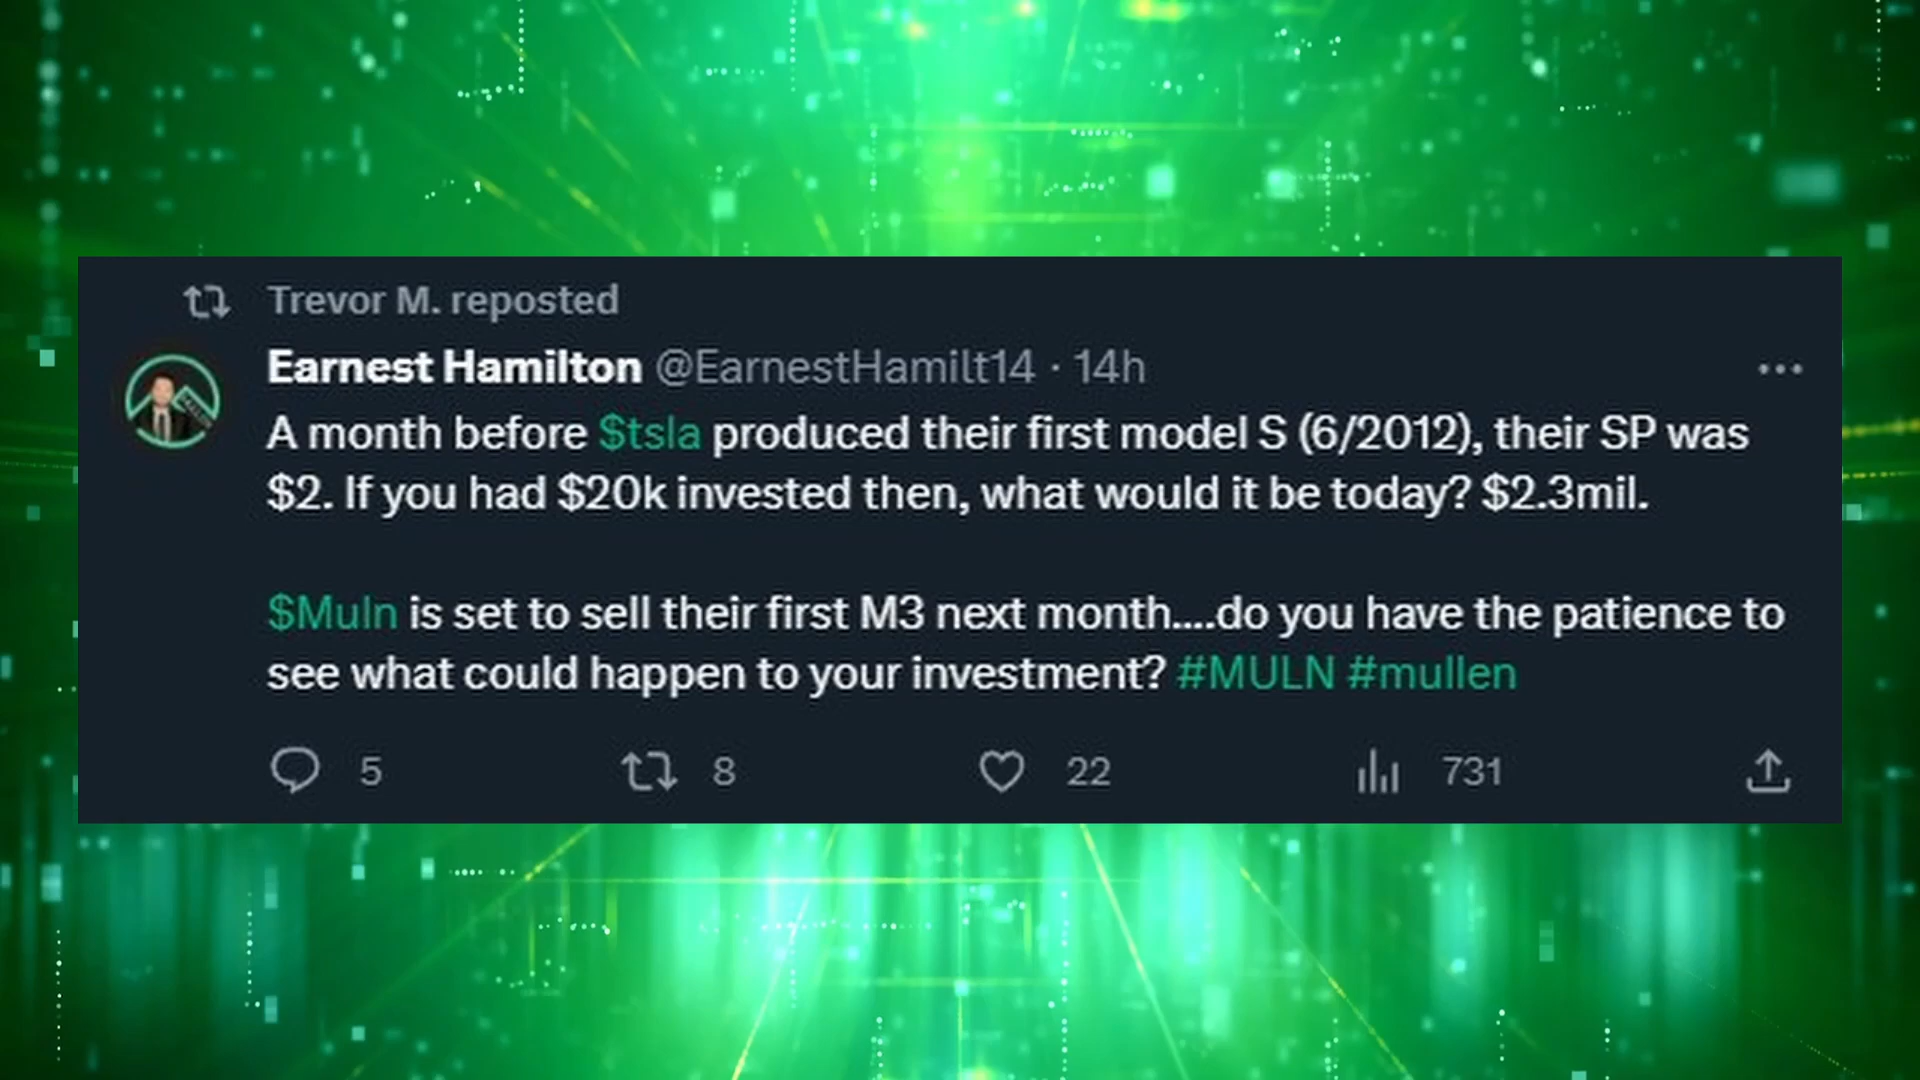 Trevor M. reposted
Earnest Hamilton @EarnestHamilt14 · 14h
A month before $tsla produced their first model S (6/2012), their SP was
$2. If you had $20k invested then, what would it be today? $2.3mil.
$Muln is set to sell their first M3 next month....do you have the patience to
see what could happen to your investment? #MULN #mullen
5 8 22 731